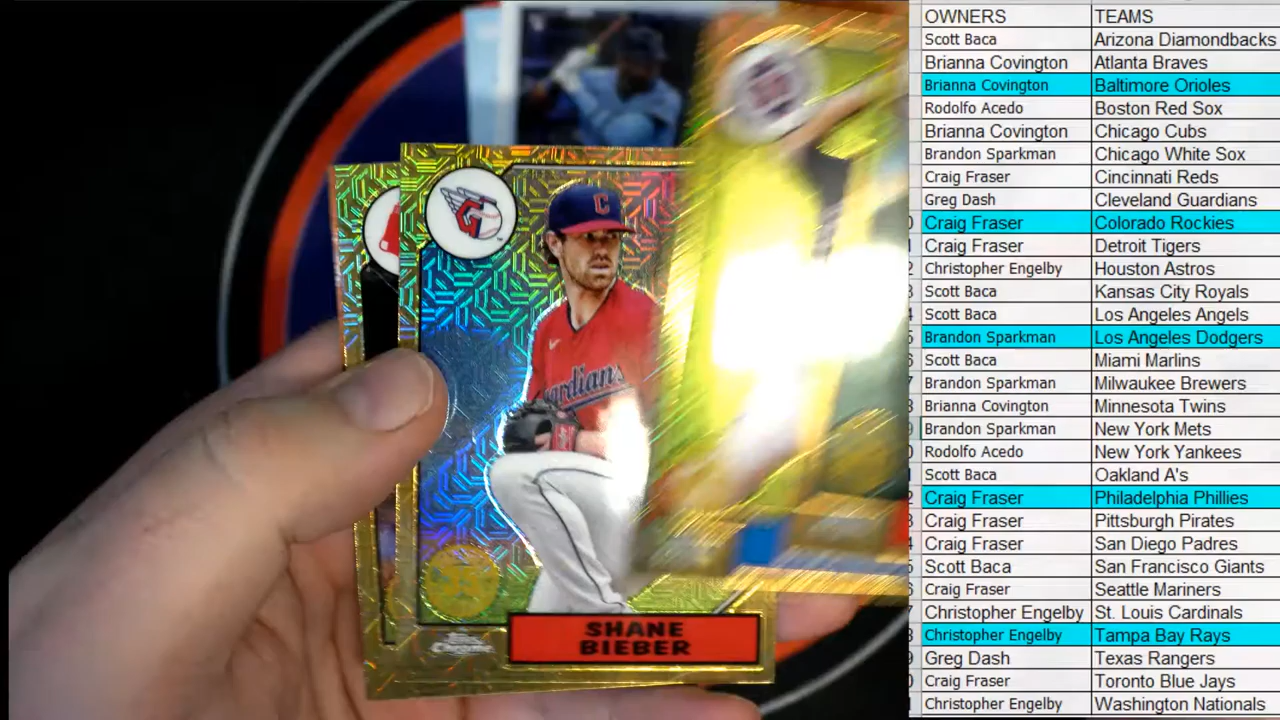 OWNERS TEAMS
Scott Baca Arizona Diamondbacks
Brianna Covington Atlanta Braves
Brianna Covington Baltimore Orioles
Rodolfo Acedo Boston Red Sox
Brianna Covington Chicago Cubs
Brandon Sparkman Chicago White Sox
Craig Fraser Cincinnati Reds
Greg Dash Cleveland Guardians
Craig Fraser Colorado Rockies
Craig Fraser Detroit Tigers
Christopher Engelby Houston Astros
Scott Baca Kansas City Royals
Scott Baca Los Angeles Angels
Brandon Sparkman Los Angeles Dodgers
Scott Baca Miami Marlins
Brandon Sparkman Milwaukee Brewers
Brianna Covington Minnesota Twins
Brandon Sparkman New York Mets
Rodolfo Acedo New York Yankees
Scott Baca Oakland A's
Craig Fraser Philadelphia Phillies
Craig Fraser Pittsburgh Pirates
Craig Fraser San Diego Padres
Scott Baca San Francisco Giants
Craig Fraser Seattle Mariners
Christopher Engelby St. Louis Cardinals
Christopher Engelby Tampa Bay Rays
Greg Dash Texas Rangers
Craig Fraser Toronto Blue Jays
Christopher Engelby Washington Nationals
C
ardians
35
Topps
Chrome
SHANE
BIEBER